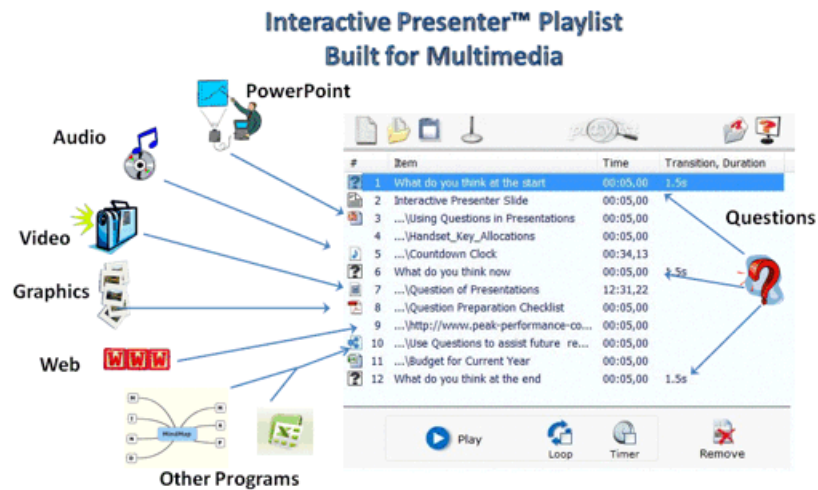 Interactive Presenter™ Playlist
Built for Multimedia
PowerPoint
Audio
Video
Graphics
Web
WWW
MindMap
Other Programs
Questions
# Item Time Transition, Duration
1 What do you think at the start 00:05,00 1.5s
2 Interactive Presenter Slide 00:05,00
3 ...\Using Questions in Presentations 00:05,00
4 ...\Handset_Key_Allocations 00:05,00
5 ...\Countdown Clock 00:34,13
6 What do you think now 00:05,00 1.5s
7 ...\Question of Presentations 12:31,22
8 ...\Question Preparation Checklist 00:05,00
9 ...\http://www.peak-performance-co... 00:05,00
10 ...\Use Questions to assist future re... 00:05,00
11 ...\Budget for Current Year 00:05,00
12 What do you think at the end 00:05,00 1.5s
Play
Loop
Timer
Remove